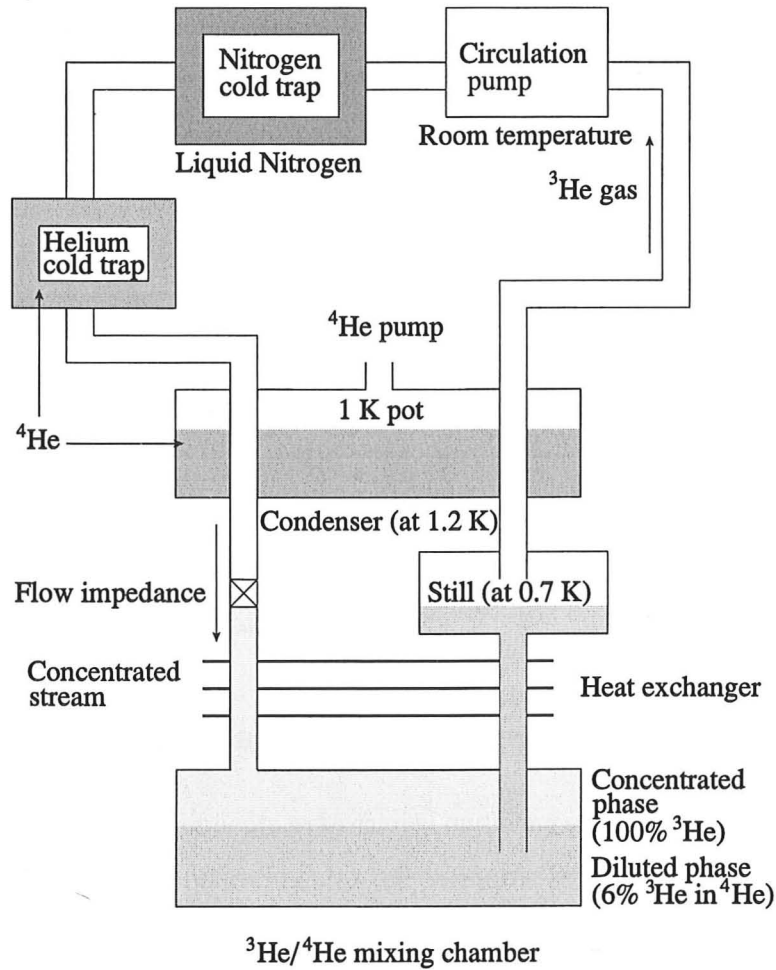 Nitrogen
cold trap
Circulation
pump
Liquid Nitrogen
Room temperature
³He gas
Helium
cold trap
⁴He pump
1 K pot
⁴He
Condenser (at 1.2 K)
Flow impedance
Still (at 0.7 K)
Concentrated
stream
Heat exchanger
Concentrated
phase
(100% ³He)
Diluted phase
(6% ³He in ⁴He)
³He/⁴He mixing chamber